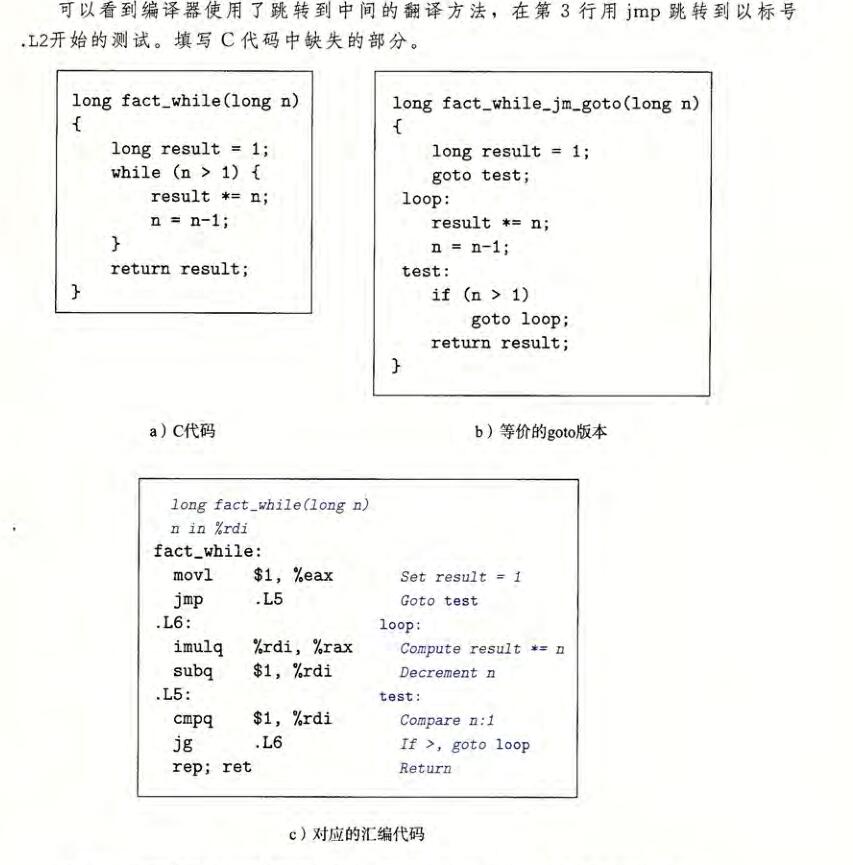 可以看到编译器使用了跳转到中间的翻译方法，在第 3 行用 jmp 跳转到以标号
.L2开始的测试。填写 C 代码中缺失的部分。
long fact_while(long n)
{
    long result = 1;
    while (n > 1) {
        result *= n;
        n = n-1;
    }
    return result;
}
a）C代码
long fact_while_jm_goto(long n)
{
    long result = 1;
    goto test;
 loop:
    result *= n;
    n = n-1;
 test:
    if (n > 1)
        goto loop;
    return result;
}
b）等价的goto版本
long fact_while(long n)
n in %rdi
fact_while:
  movl    $1, %eax    Set result = 1
  jmp     .L5    Goto test
.L6:    loop:
  imulq   %rdi, %rax    Compute result *= n
  subq    $1, %rdi    Decrement n
.L5:    test:
  cmpq    $1, %rdi    Compare n:1
  jg      .L6    If >, goto loop
  rep; ret    Return
c）对应的汇编代码